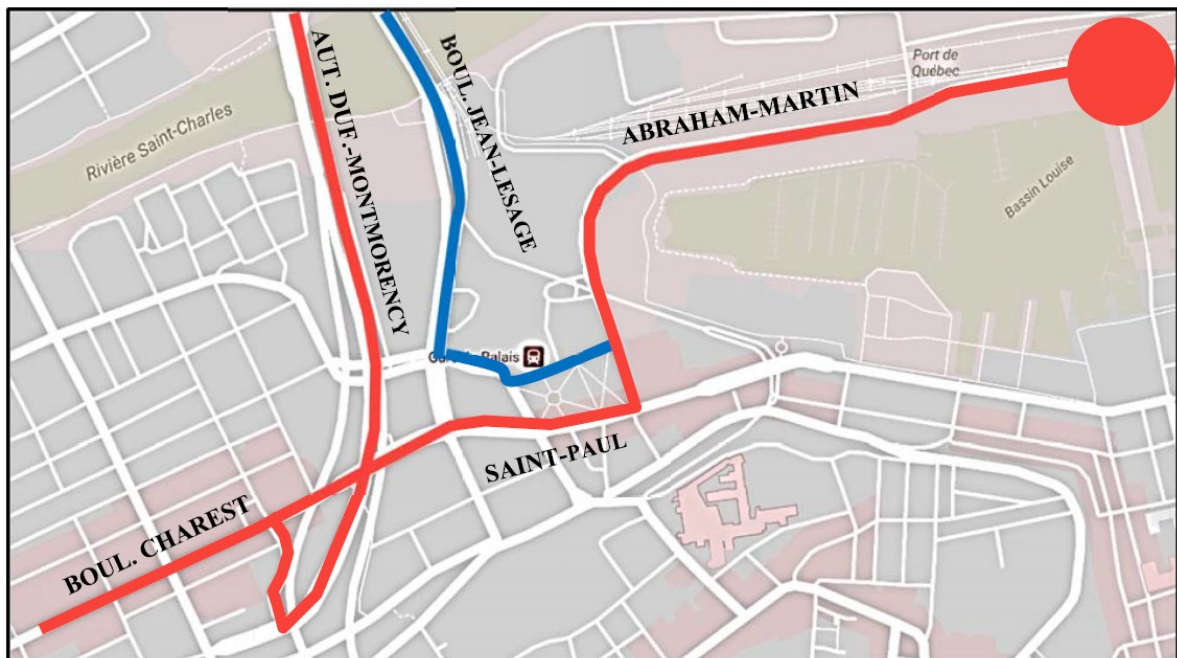 AUT. DUF.-MONTMORENCY
BOUL. JEAN-LESAGE
ABRAHAM-MARTIN
Port de
Québec
Rivière Saint-Charles
Bassin Louise
Palais
SAINT-PAUL
BOUL. CHAREST